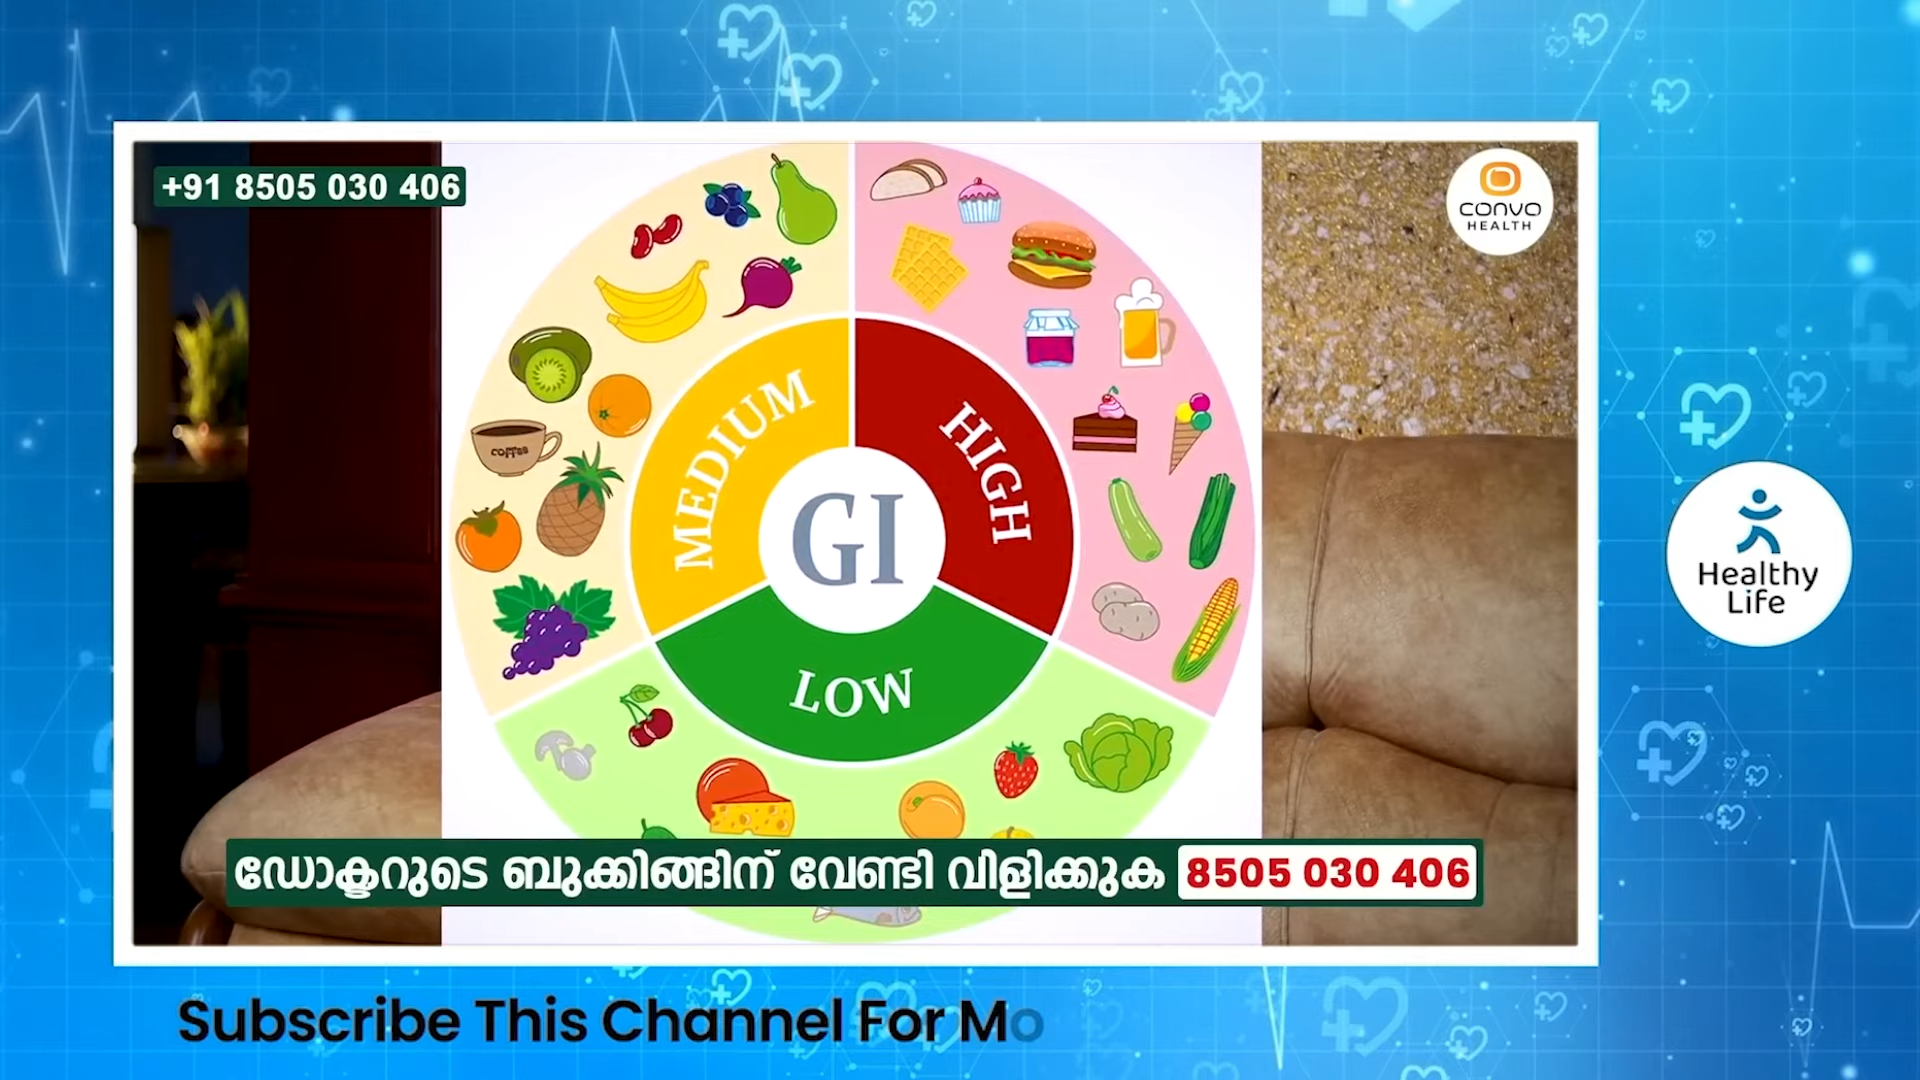 +91 8505 030 406
convo
HEALTH
coffee
MEDIUM
HIGH
GI
LOW
Healthy
Life
ഡോക്ടറുടെ ബുക്കിങ്ങിന് വേണ്ടി വിളിക്കുക 8505 030 406
Subscribe This Channel For Mo